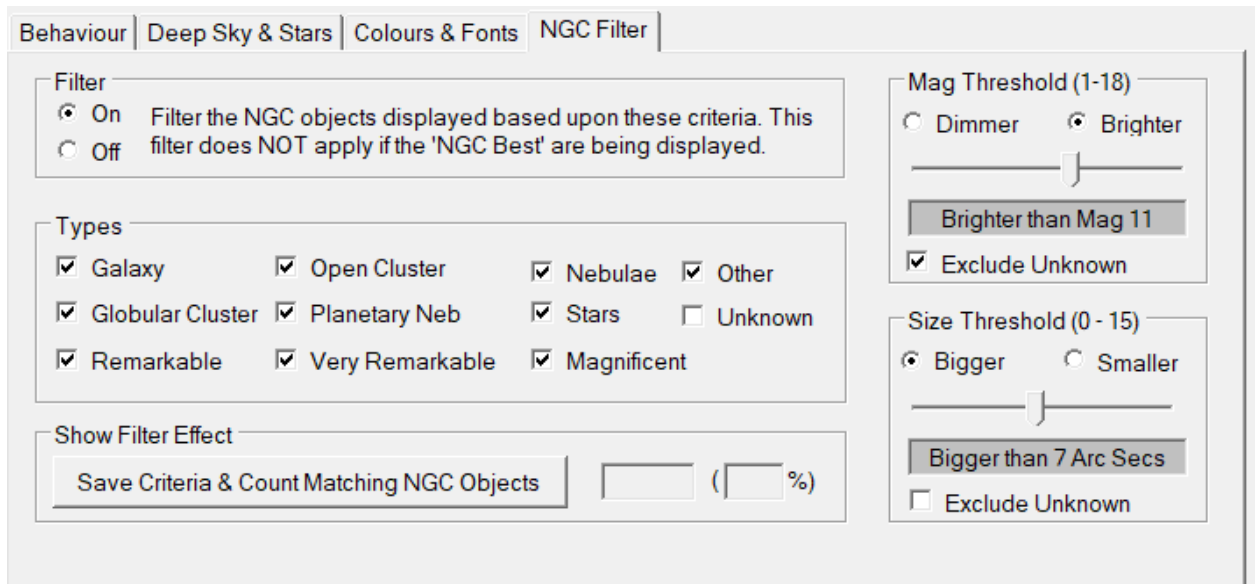 Behaviour
Deep Sky & Stars
Colours & Fonts
NGC Filter
Filter
On
Off
Filter the NGC objects displayed based upon these criteria. This
filter does NOT apply if the 'NGC Best' are being displayed.
Types
Galaxy
Open Cluster
Nebulae
Other
Globular Cluster
Planetary Neb
Stars
Unknown
Remarkable
Very Remarkable
Magnificent
Show Filter Effect
Save Criteria & Count Matching NGC Objects
( %)
Mag Threshold (1-18)
Dimmer
Brighter
Brighter than Mag 11
Exclude Unknown
Size Threshold (0 - 15)
Bigger
Smaller
Bigger than 7 Arc Secs
Exclude Unknown